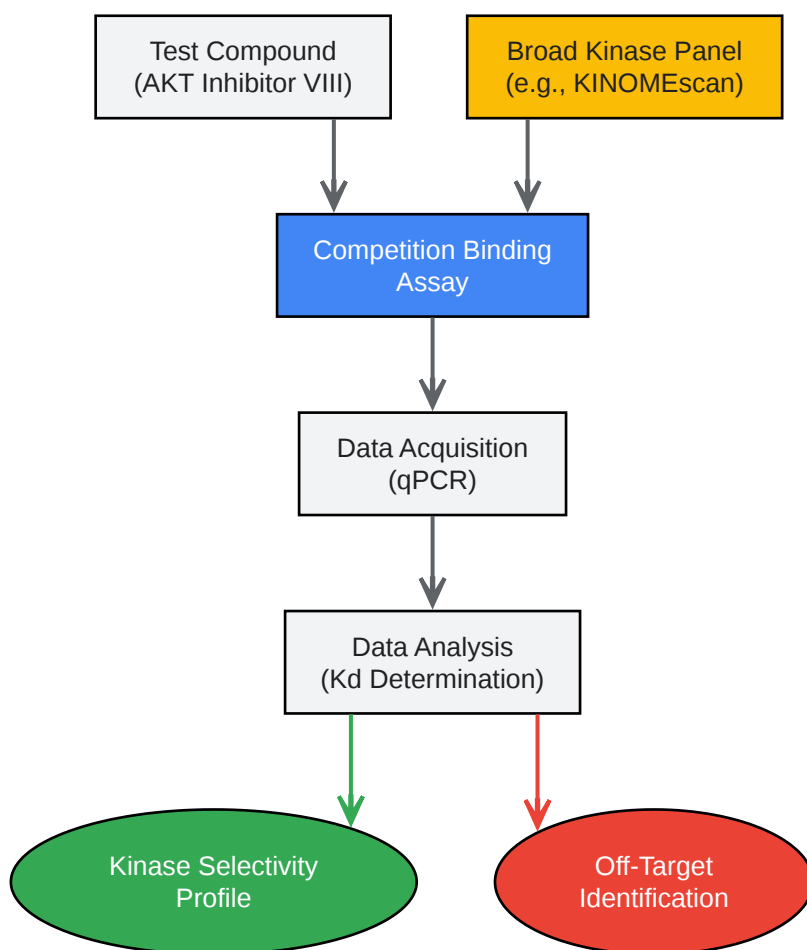 Test Compound
(AKT Inhibitor VIII)
Broad Kinase Panel
(e.g., KINOMEscan)
Competition Binding
Assay
Data Acquisition
(qPCR)
Data Analysis
(Kd Determination)
Kinase Selectivity
Profile
Off-Target
Identification